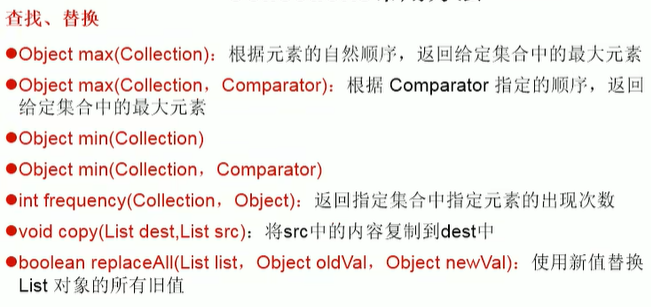 查找、替换
●Object max(Collection)：根据元素的自然顺序，返回给定集合中的最大元素
●Object max(Collection，Comparator)：根据 Comparator 指定的顺序，返回
给定集合中的最大元素
●Object min(Collection)
●Object min(Collection，Comparator)
●int frequency(Collection，Object)：返回指定集合中指定元素的出现次数
●void copy(List dest,List src)：将src中的内容复制到dest中
●boolean replaceAll(List list，Object oldVal，Object newVal)：使用新值替换
List 对象的所有旧值